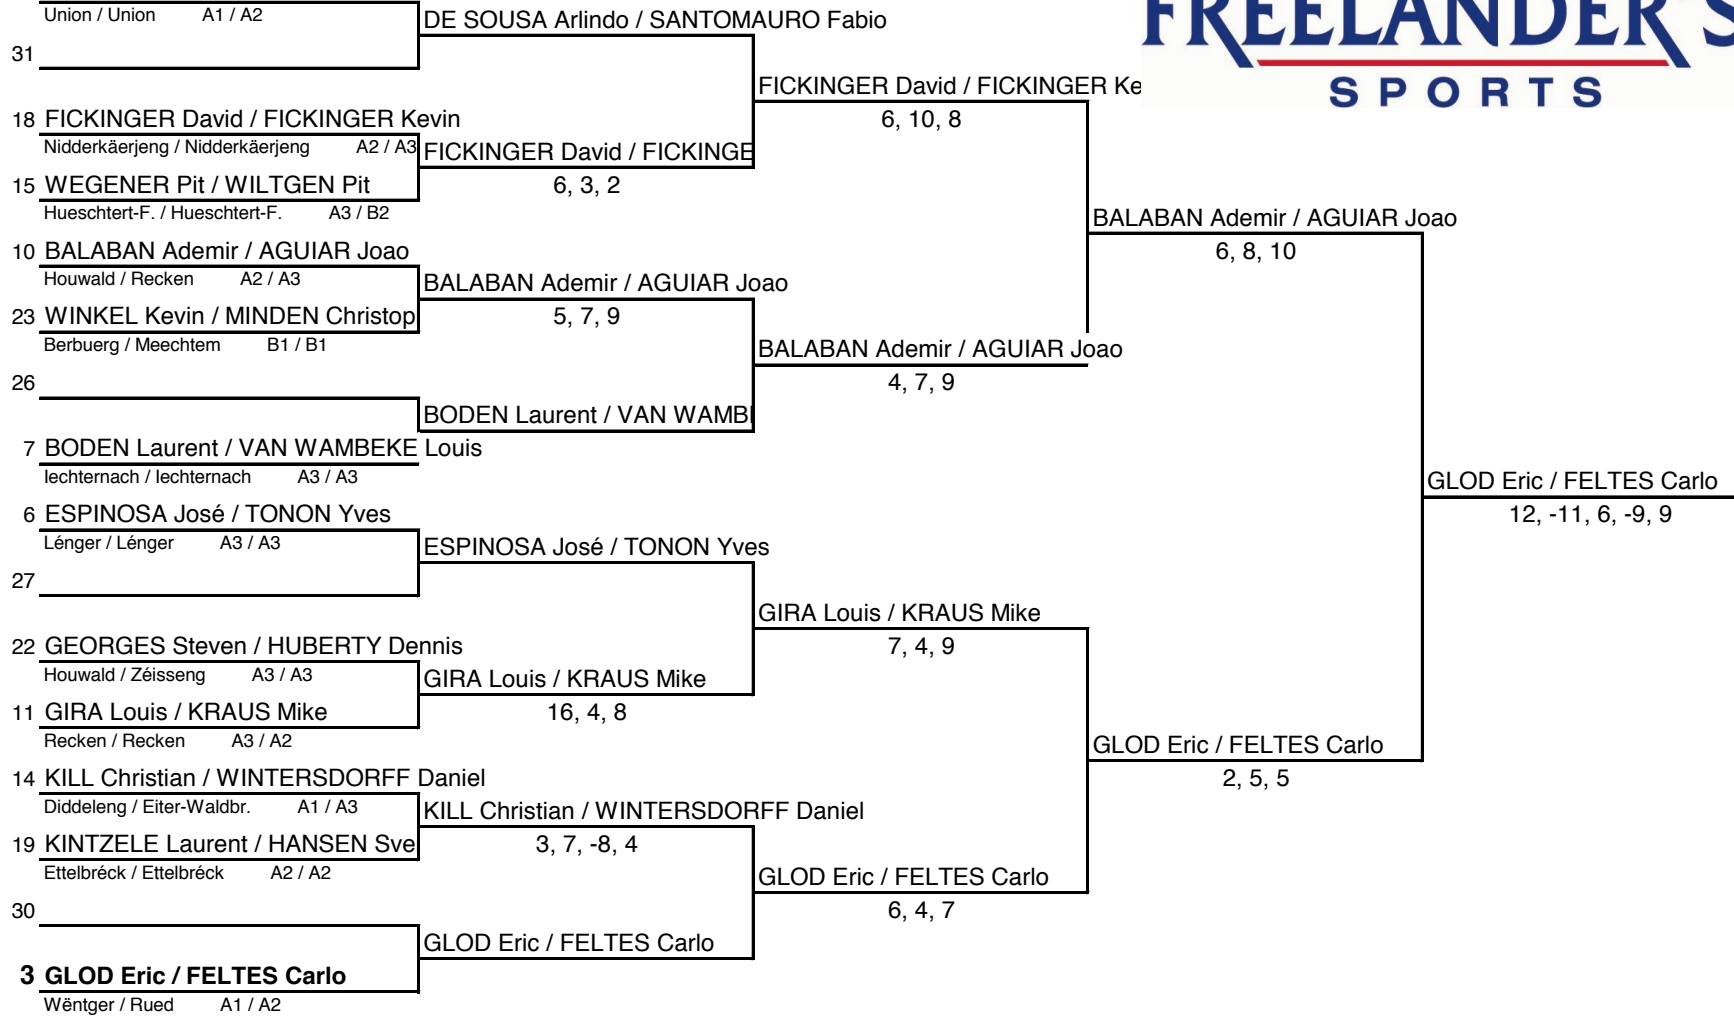 FREELANDER'S
SPORTS
Union / Union A1 / A2
DE SOUSA Arlindo / SANTOMAURO Fabio
31
FICKINGER David / FICKINGER Ke
6, 10, 8
18 FICKINGER David / FICKINGER Kevin
Nidderkäerjeng / Nidderkäerjeng A2 / A3
FICKINGER David / FICKINGE
6, 3, 2
15 WEGENER Pit / WILTGEN Pit
Hueschtert-F. / Hueschtert-F. A3 / B2
BALABAN Ademir / AGUIAR Joao
6, 8, 10
10 BALABAN Ademir / AGUIAR Joao
Houwald / Recken A2 / A3
BALABAN Ademir / AGUIAR Joao
5, 7, 9
23 WINKEL Kevin / MINDEN Christop
Berbuerg / Meechtem B1 / B1
BALABAN Ademir / AGUIAR Joao
4, 7, 9
26
BODEN Laurent / VAN WAMBE
7 BODEN Laurent / VAN WAMBEKE Louis
Iechternach / Iechternach A3 / A3
GLOD Eric / FELTES Carlo
12, -11, 6, -9, 9
6 ESPINOSA José / TONON Yves
Lénger / Lénger A3 / A3
ESPINOSA José / TONON Yves
27
GIRA Louis / KRAUS Mike
7, 4, 9
22 GEORGES Steven / HUBERTY Dennis
Houwald / Zéisseng A3 / A3
GIRA Louis / KRAUS Mike
16, 4, 8
11 GIRA Louis / KRAUS Mike
Recken / Recken A3 / A2
GLOD Eric / FELTES Carlo
2, 5, 5
14 KILL Christian / WINTERSDORFF Daniel
Diddeleng / Eiter-Waldbr. A1 / A3
KILL Christian / WINTERSDORFF Daniel
3, 7, -8, 4
19 KINTZELE Laurent / HANSEN Sve
Ettelbréck / Ettelbréck A2 / A2
GLOD Eric / FELTES Carlo
6, 4, 7
30
GLOD Eric / FELTES Carlo
3 GLOD Eric / FELTES Carlo
Wëntger / Rued A1 / A2